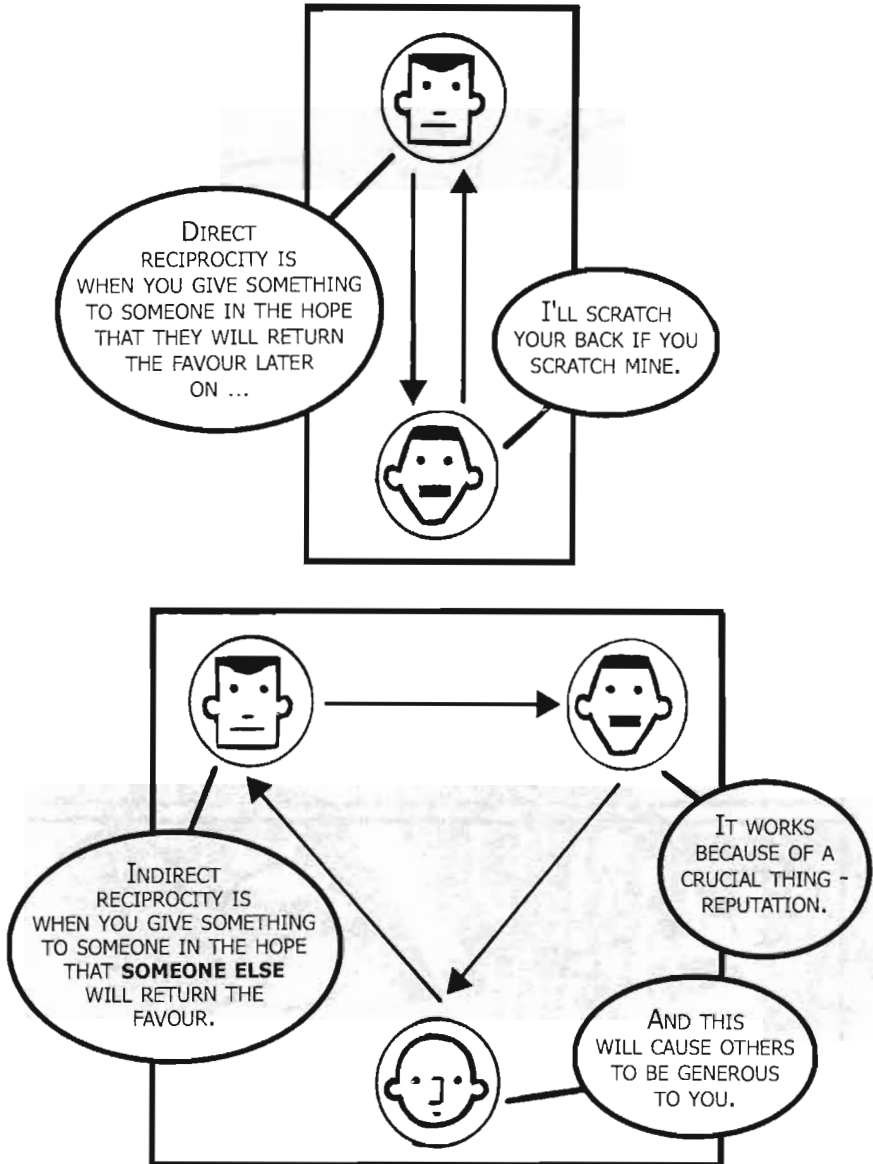 DIRECT
RECIPROCITY IS
WHEN YOU GIVE SOMETHING
TO SOMEONE IN THE HOPE
THAT THEY WILL RETURN
THE FAVOUR LATER
ON ...
I'LL SCRATCH
YOUR BACK IF YOU
SCRATCH MINE.
INDIRECT
RECIPROCITY IS
WHEN YOU GIVE SOMETHING
TO SOMEONE IN THE HOPE
THAT SOMEONE ELSE
WILL RETURN THE
FAVOUR.
IT WORKS
BECAUSE OF A
CRUCIAL THING -
REPUTATION.
AND THIS
WILL CAUSE OTHERS
TO BE GENEROUS
TO YOU.